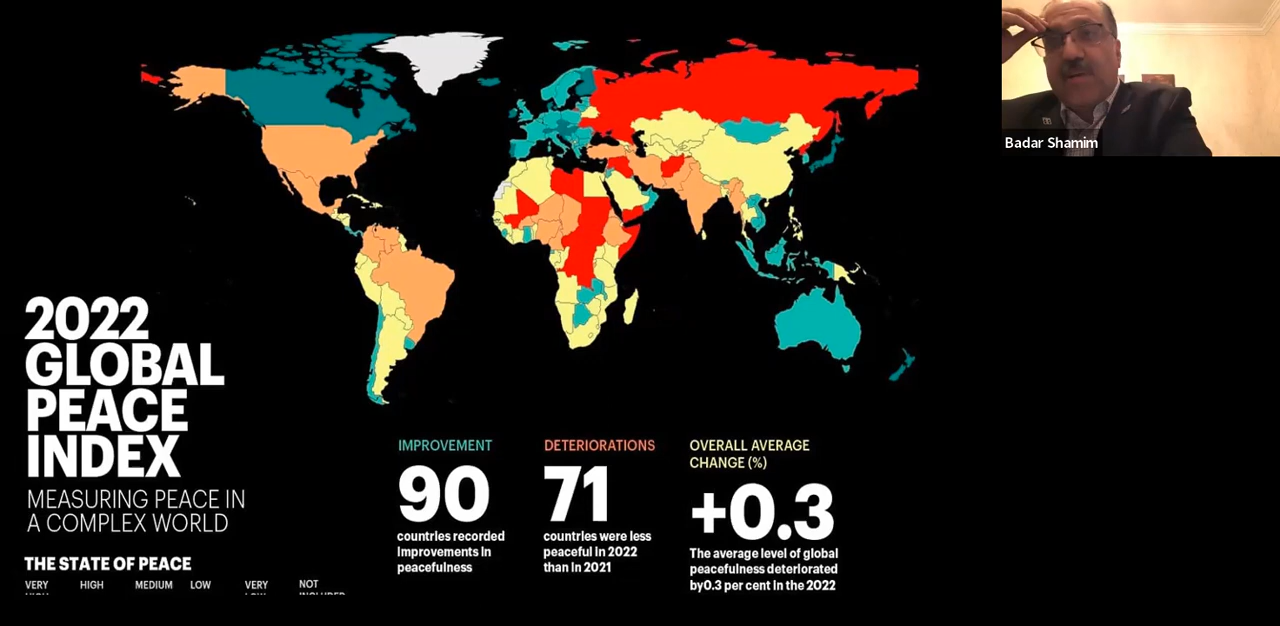 Badar Shamim
2022
GLOBAL
PEACE
INDEX
MEASURING PEACE IN
A COMPLEX WORLD
THE STATE OF PEACE
VERY HIGH MEDIUM LOW VERY NOT
IMPROVEMENT
90
countries recorded
improvements in
peacefulness
DETERIORATIONS
71
countries were less
peaceful in 2022
than in 2021
OVERALL AVERAGE
CHANGE (%)
+0.3
The average level of global
peacefulness deteriorated
by0.3 per cent in the 2022